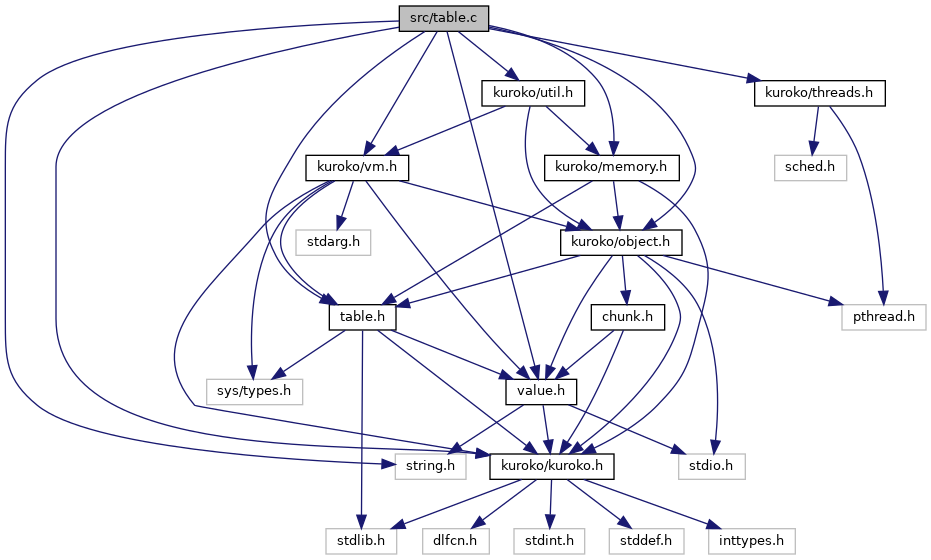 src/table.c
kuroko/util.h
kuroko/threads.h
kuroko/vm.h
kuroko/memory.h
sched.h
stdarg.h
kuroko/object.h
table.h
chunk.h
pthread.h
sys/types.h
value.h
string.h
kuroko/kuroko.h
stdio.h
stdlib.h
dlfcn.h
stdint.h
stddef.h
inttypes.h